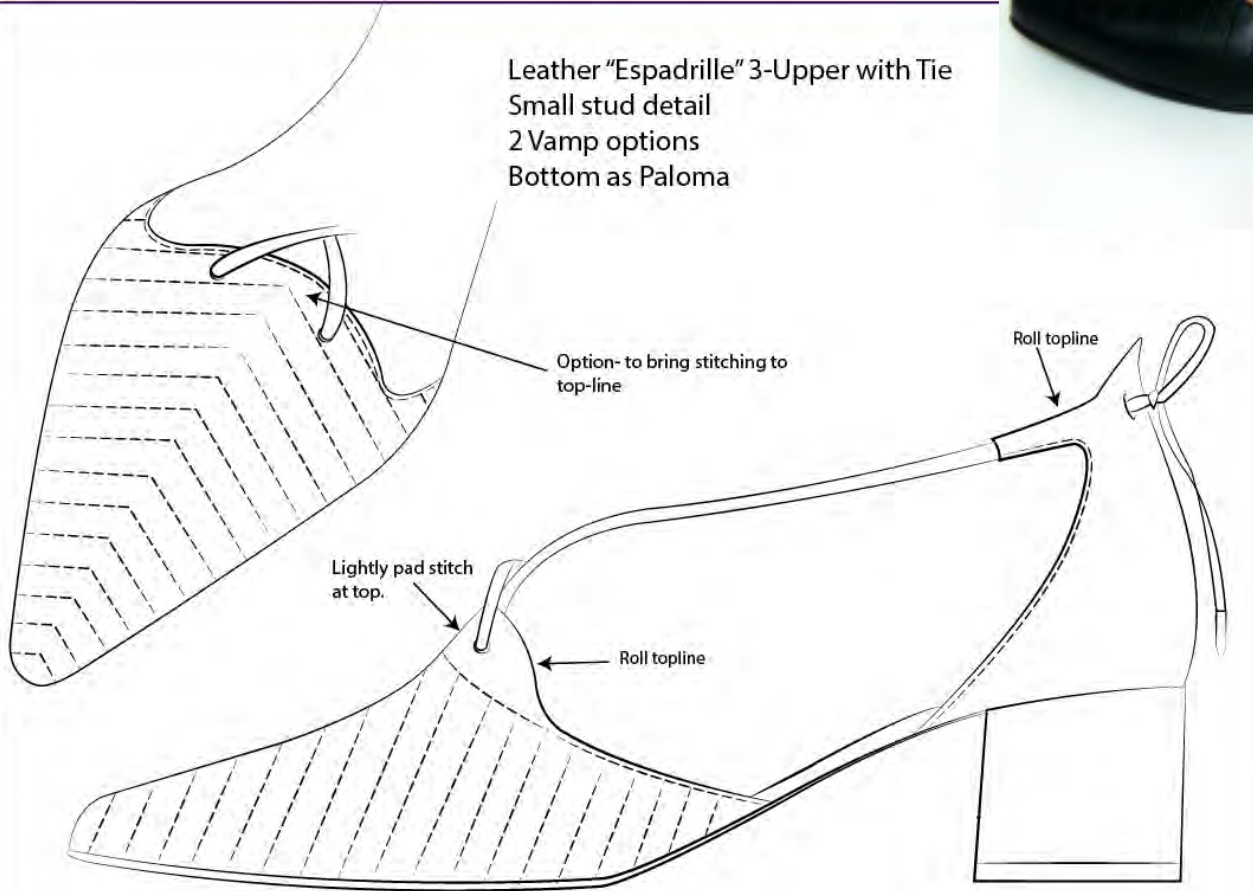 Leather “Espadrille” 3-Upper with Tie
Small stud detail
2 Vamp options
Bottom as Paloma
Option- to bring stitching to
top-line
Roll topline
Lightly pad stitch
at top.
Roll topline